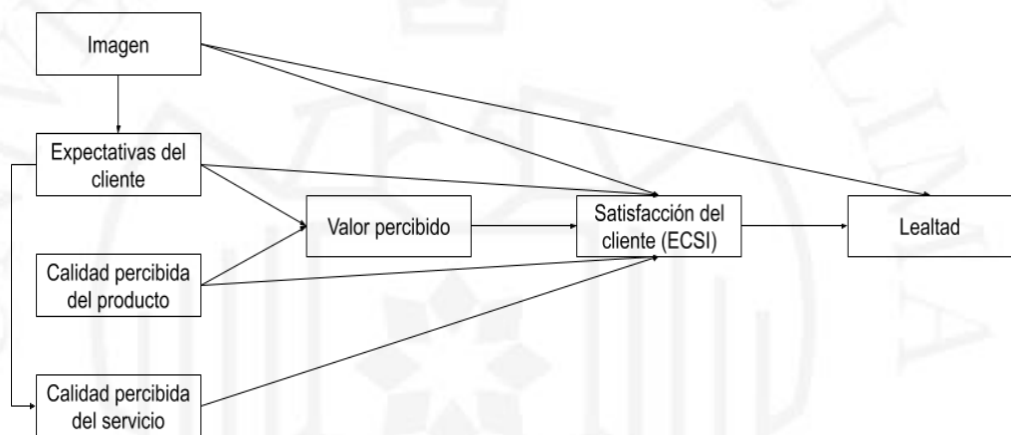 Imagen
Expectativas del
cliente
Valor percibido
Satisfacción del
cliente (ECSI)
Lealtad
Calidad percibida
del producto
Calidad percibida
del servicio